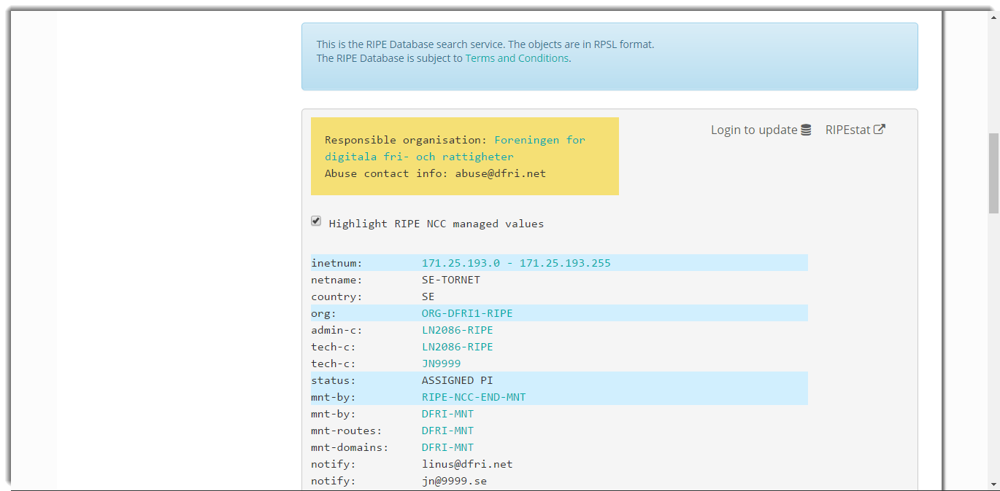 This is the RIPE Database search service. The objects are in RPSL format.
The RIPE Database is subject to Terms and Conditions.
Responsible organisation: Foreningen for
digitala fri- och rattigheter
Abuse contact info: abuse@dfri.net
Login to update RIPEstat
Highlight RIPE NCC managed values
inetnum: 171.25.193.0 - 171.25.193.255
netname: SE-TORNET
country: SE
org: ORG-DFRI1-RIPE
admin-c: LN2086-RIPE
tech-c: LN2086-RIPE
tech-c: JN9999
status: ASSIGNED PI
mnt-by: RIPE-NCC-END-MNT
mnt-by: DFRI-MNT
mnt-routes: DFRI-MNT
mnt-domains: DFRI-MNT
notify: linus@dfri.net
notify: jn@9999.se